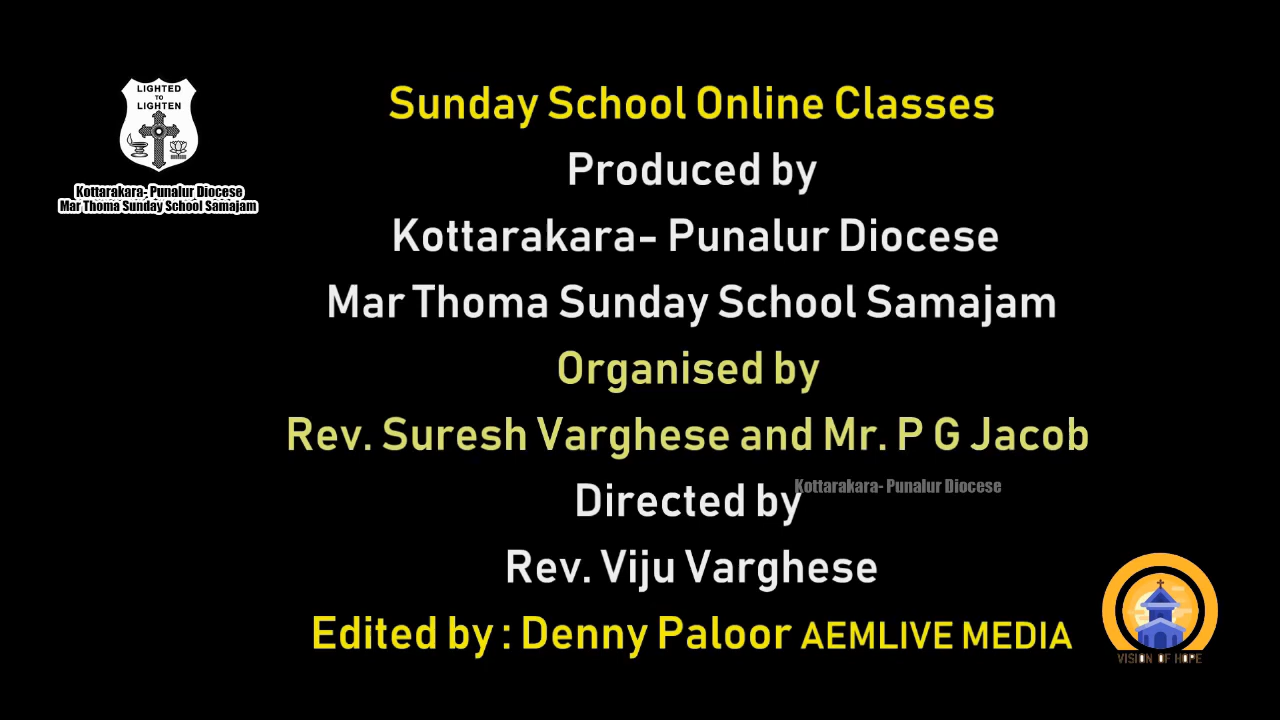 LIGHTED
TO
LIGHTEN
Kottarakara- Punalur Diocese
Mar Thoma Sunday School Samajam
Sunday School Online Classes
Produced by
Kottarakara- Punalur Diocese
Mar Thoma Sunday School Samajam
Organised by
Rev. Suresh Varghese and Mr. P G Jacob
Kottarakara- Punalur Diocese
Directed by
Rev. Viju Varghese
Edited by : Denny Paloor AEMLIVE MEDIA
VISION OF HOPE